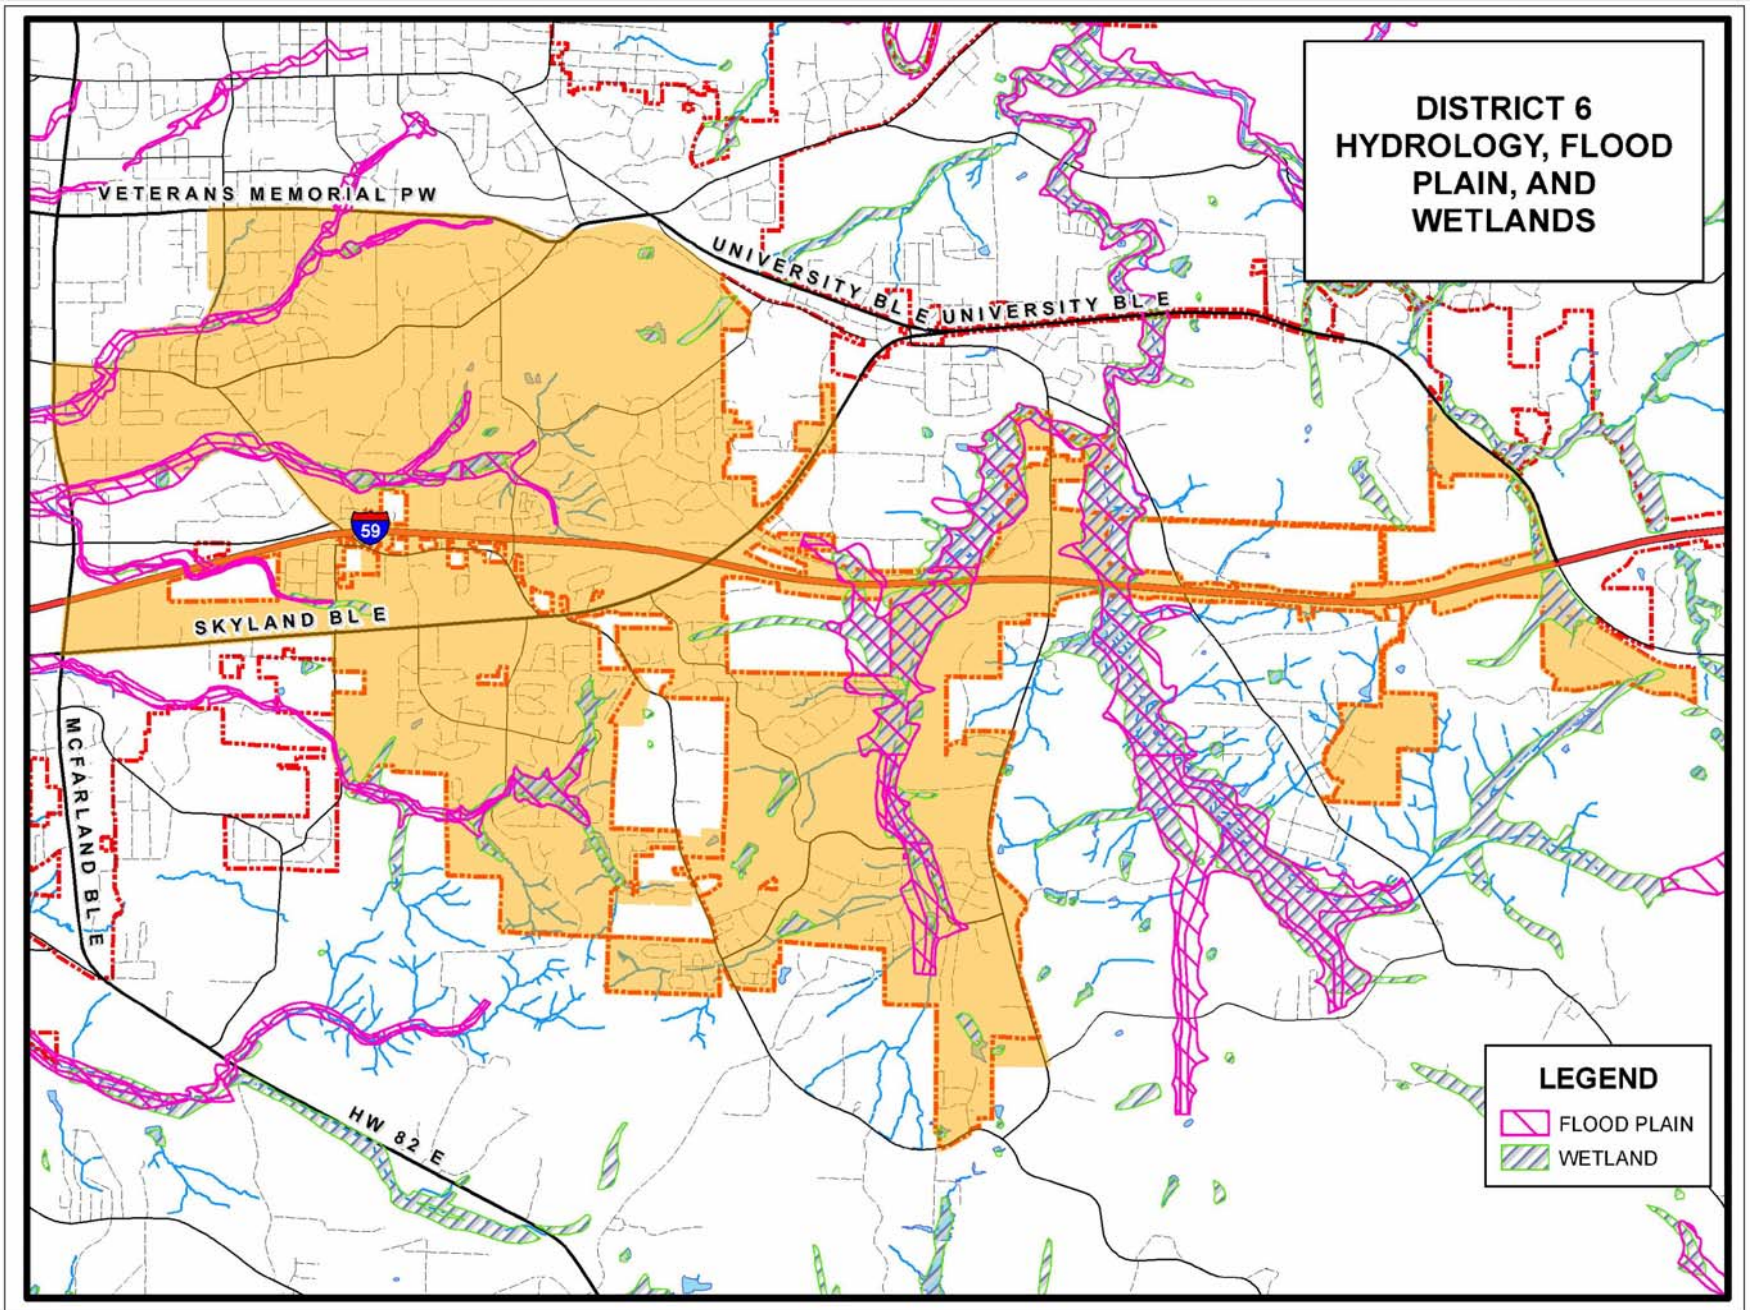 DISTRICT 6
HYDROLOGY, FLOOD
PLAIN, AND
WETLANDS
VETERANS MEMORIAL PW
UNIVERSITY BL E
UNIVERSITY BL E
59
SKYLAND BL E
MCFARLAND BL E
HW 82 E
LEGEND
FLOOD PLAIN
WETLAND